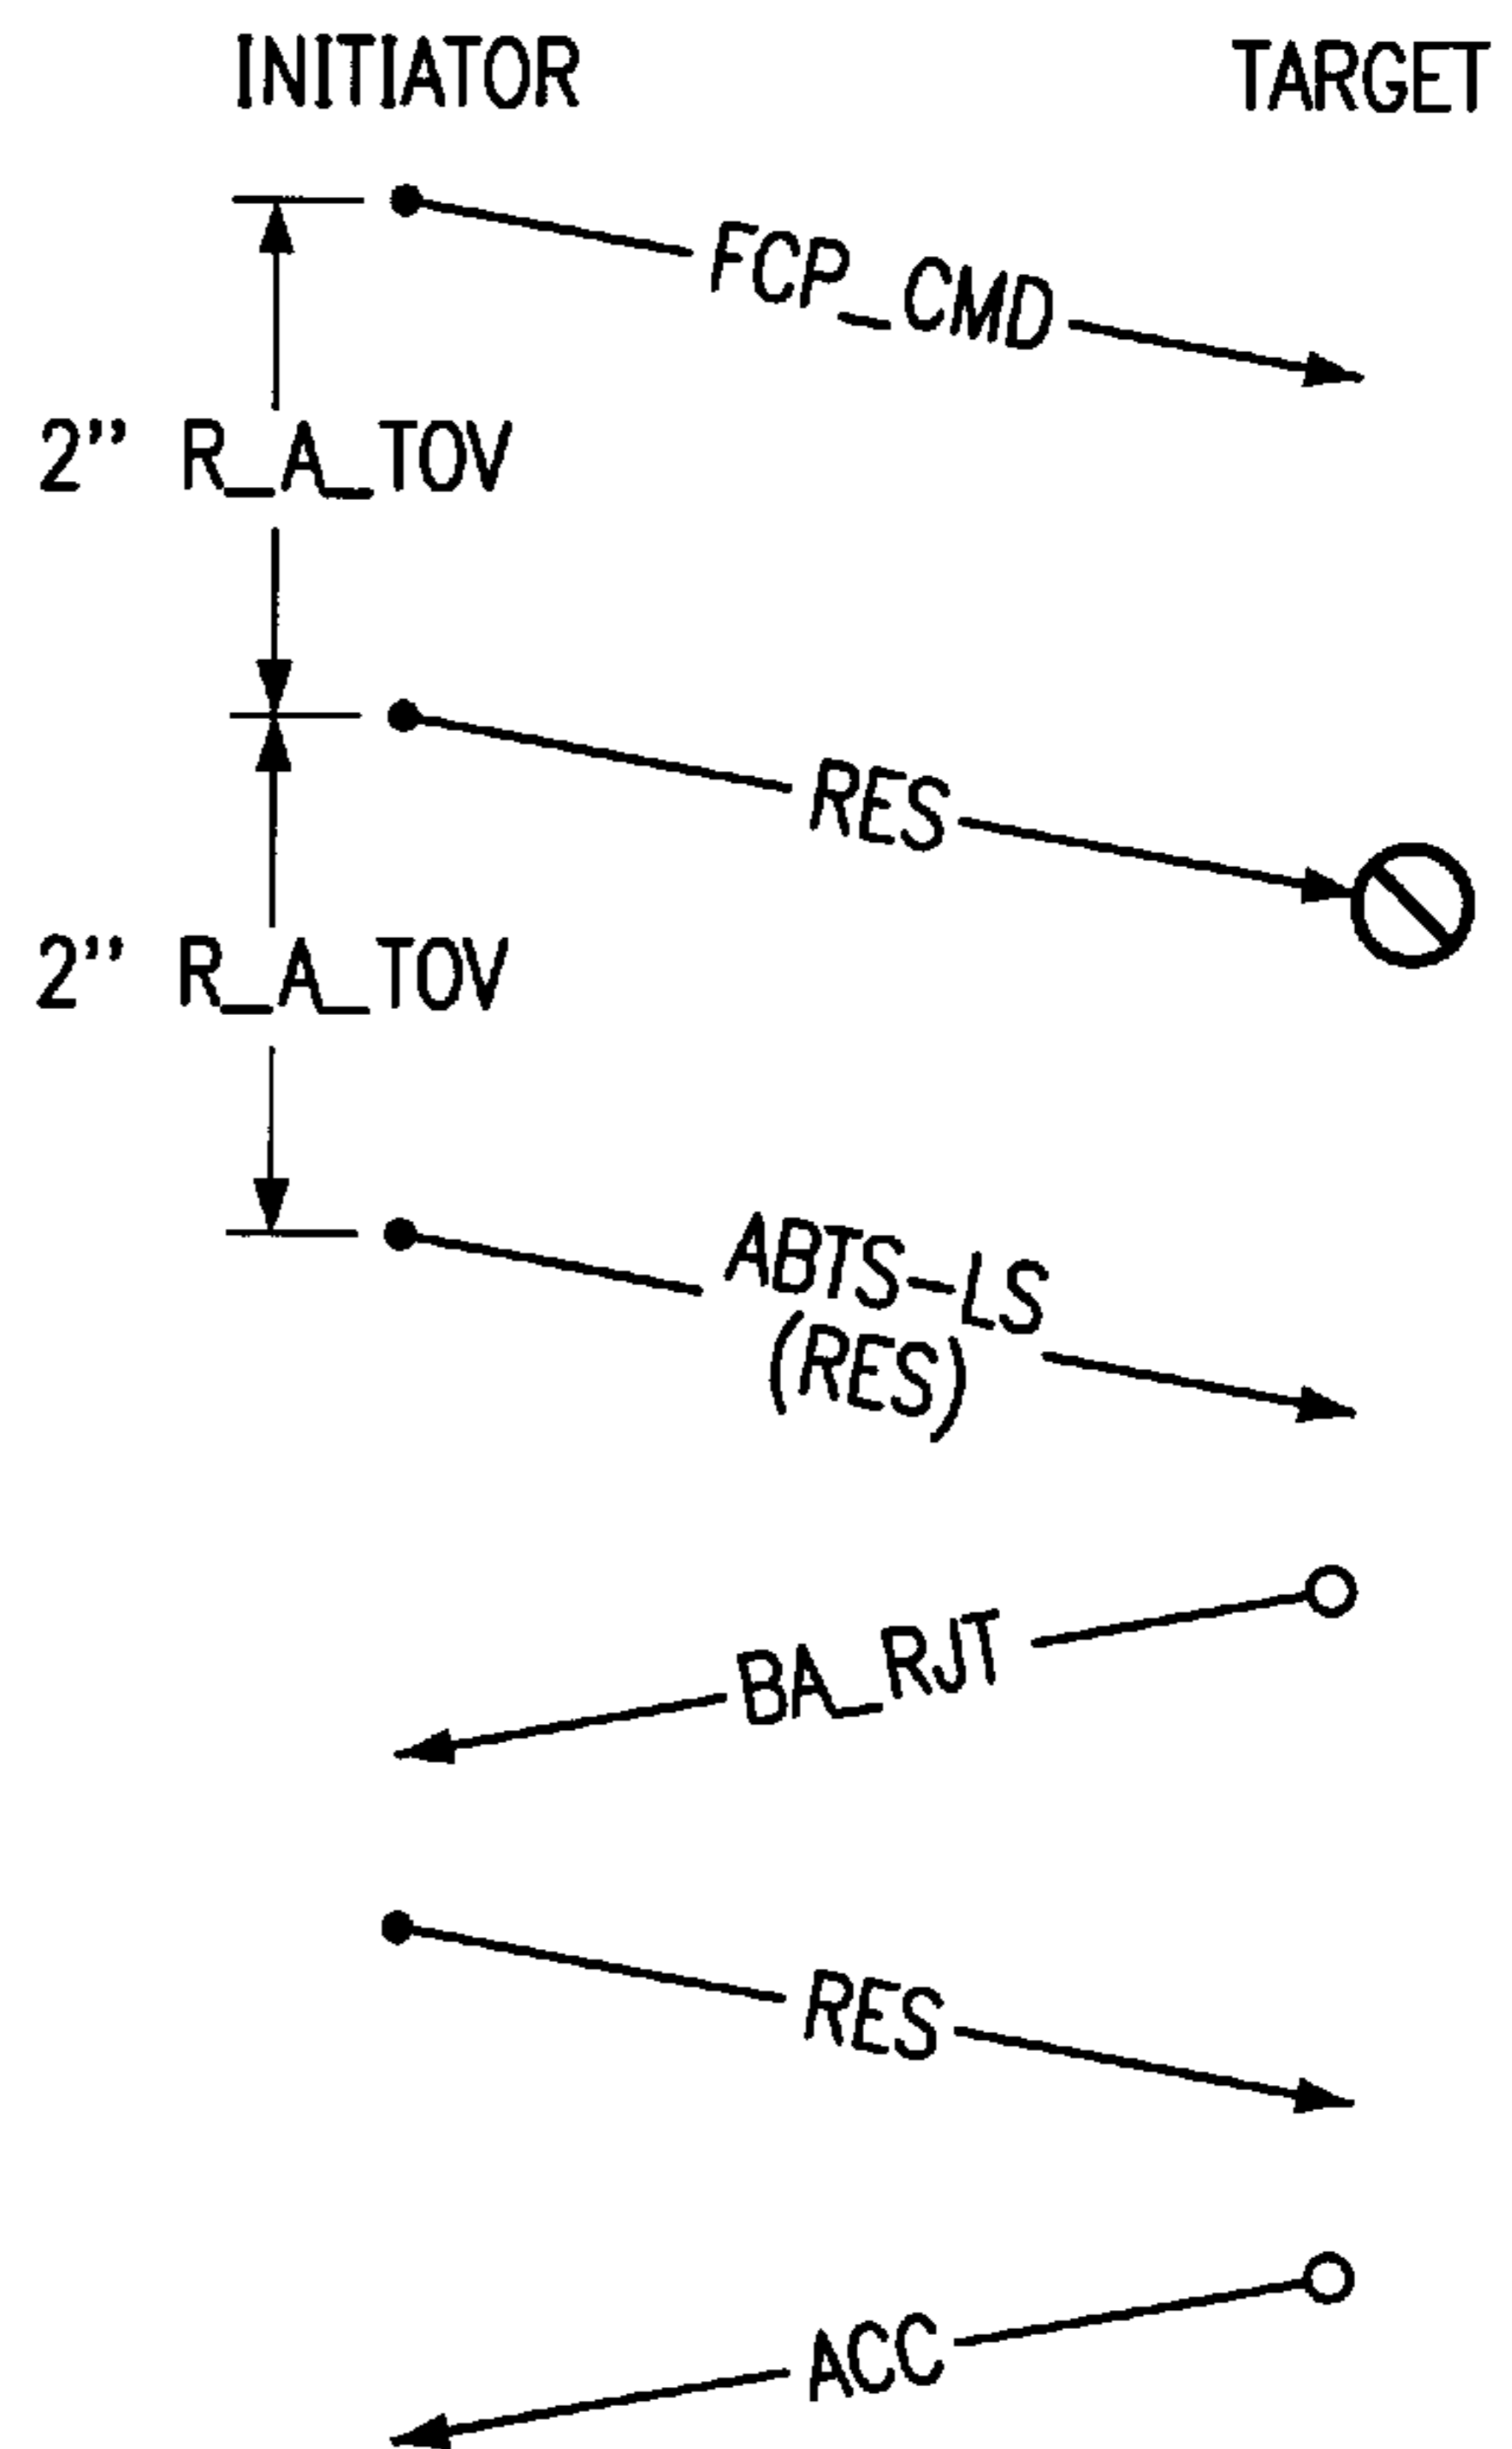 INITIATOR
TARGET
FCP_CMD
2” R_A_TOV
RES
2” R_A_TOV
ABTS-LS
(RES)
BA_RJT
RES
ACC